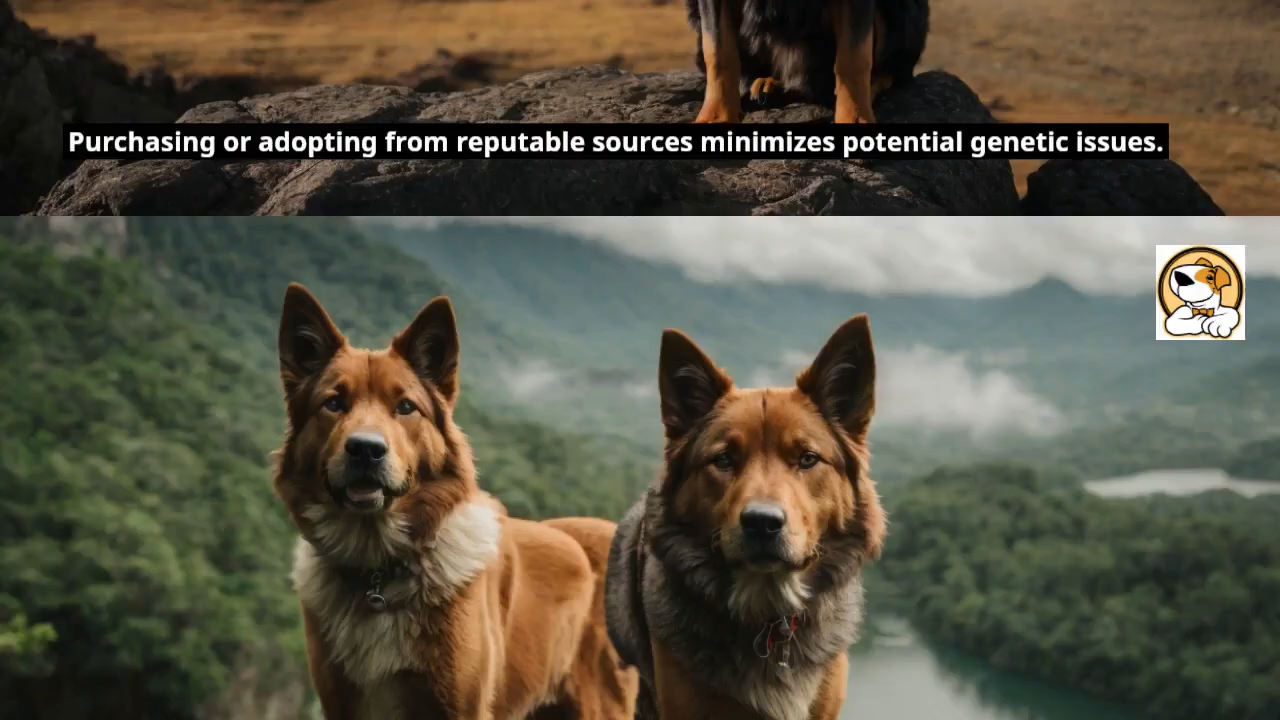 Purchasing or adopting from reputable sources minimizes potential genetic issues.